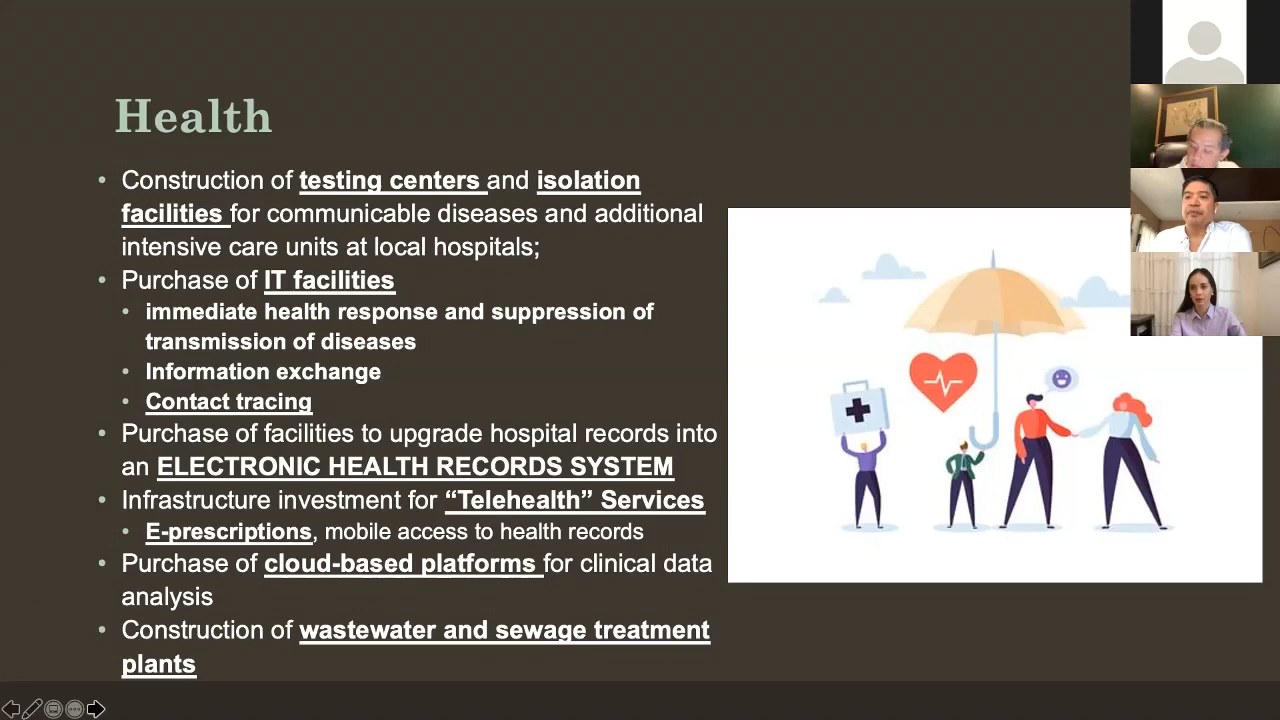 Health
• Construction of testing centers and isolation
facilities for communicable diseases and additional
intensive care units at local hospitals;
• Purchase of IT facilities
• immediate health response and suppression of
transmission of diseases
• Information exchange
• Contact tracing
• Purchase of facilities to upgrade hospital records into
an ELECTRONIC HEALTH RECORDS SYSTEM
• Infrastructure investment for “Telehealth” Services
• E-prescriptions, mobile access to health records
• Purchase of cloud-based platforms for clinical data
analysis
• Construction of wastewater and sewage treatment
plants